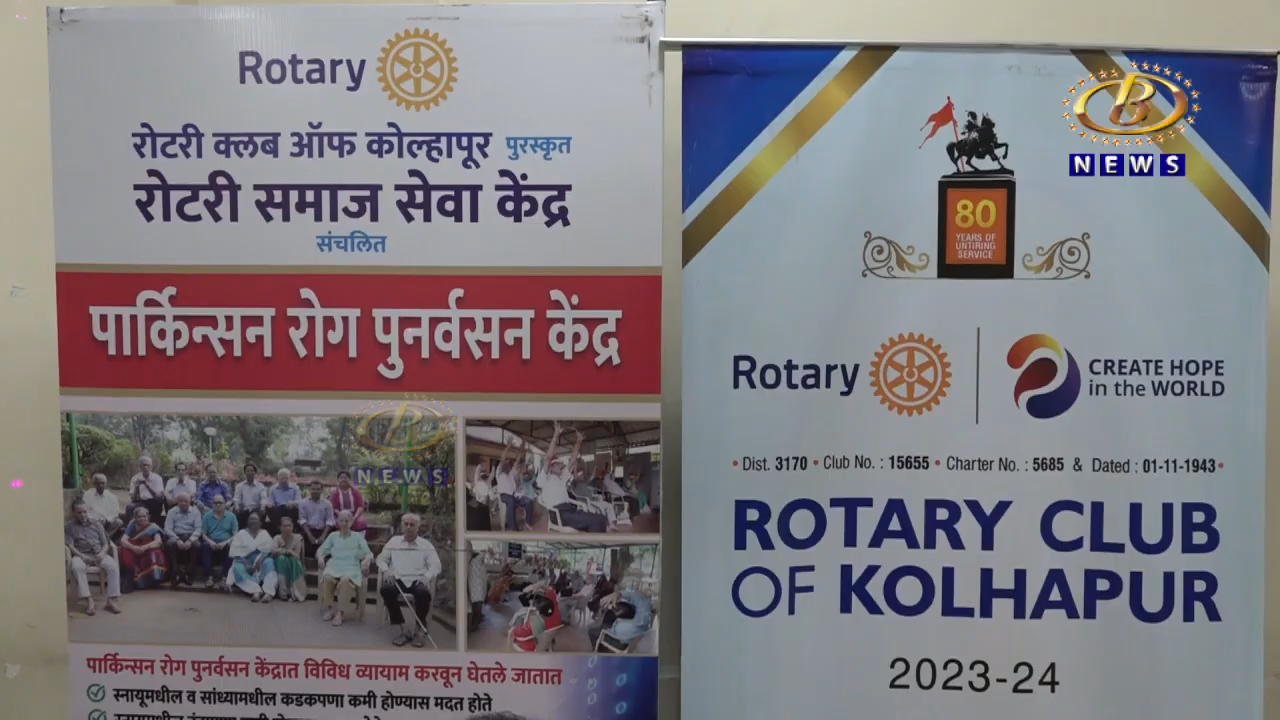 Rotary
रोटरी क्लब ऑफ कोल्हापूर पुरस्कृत
रोटरी समाज सेवा केंद्र
संचलित
पार्किन्सन रोग पुनर्वसन केंद्र
NEWS
पार्किन्सन रोग पुनर्वसन केंद्रात विविध व्यायाम करवून घेतले जातात
स्नायूमधील व सांध्यामधील कडकपणा कमी होण्यास मदत होते
B
NEWS
80
YEARS OF
UNTIRING
SERVICE
Rotary
CREATE HOPE
in the WORLD
• Dist. 3170 • Club No. : 15655 • Charter No. : 5685 & Dated : 01-11-1943 •
ROTARY CLUB
OF KOLHAPUR
2023-24